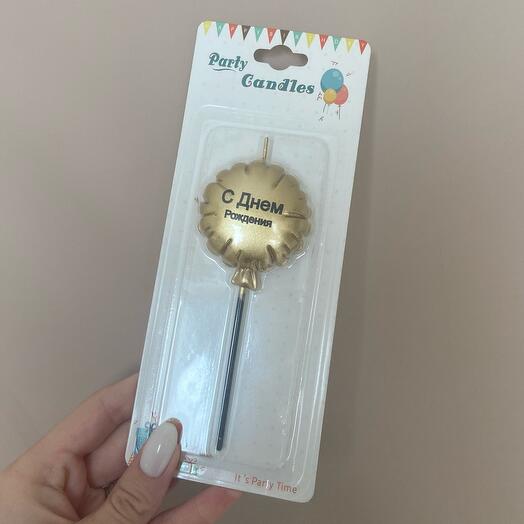 Party
Candles
С Днем
Рождения
It's Party Time